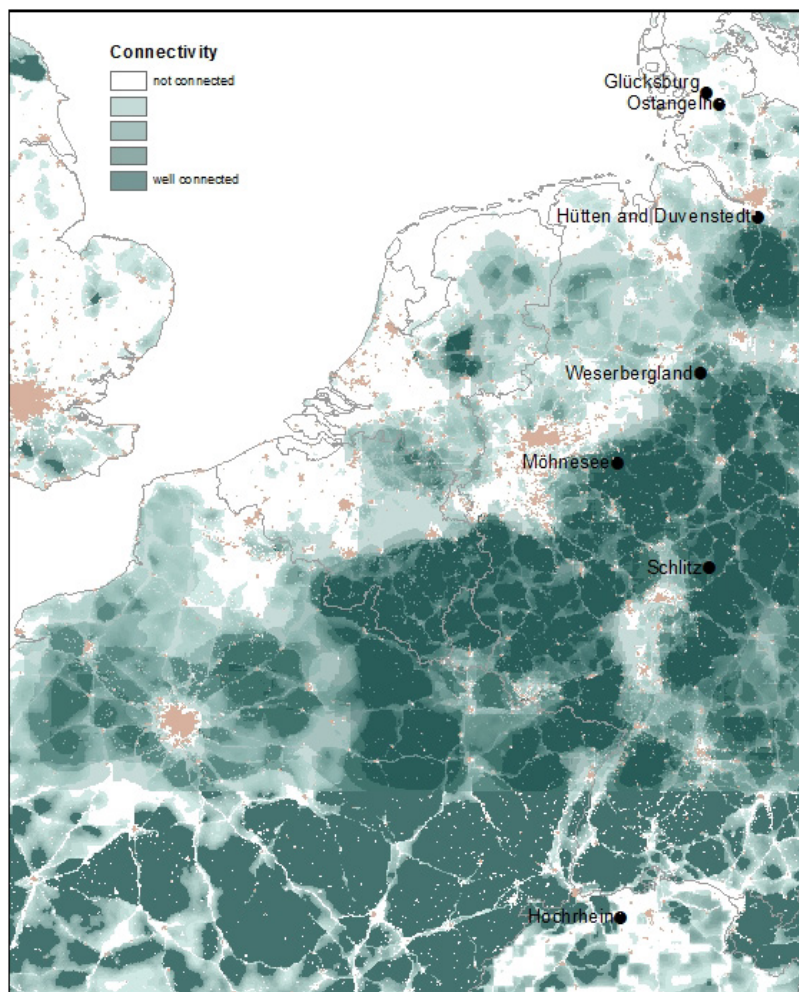 Connectivity
not connected
well connected
Glücksburg
Ostangeln
Hütten and Duvenstedt
Weserbergland
Möhnesee
Schlitz
Hochrhein